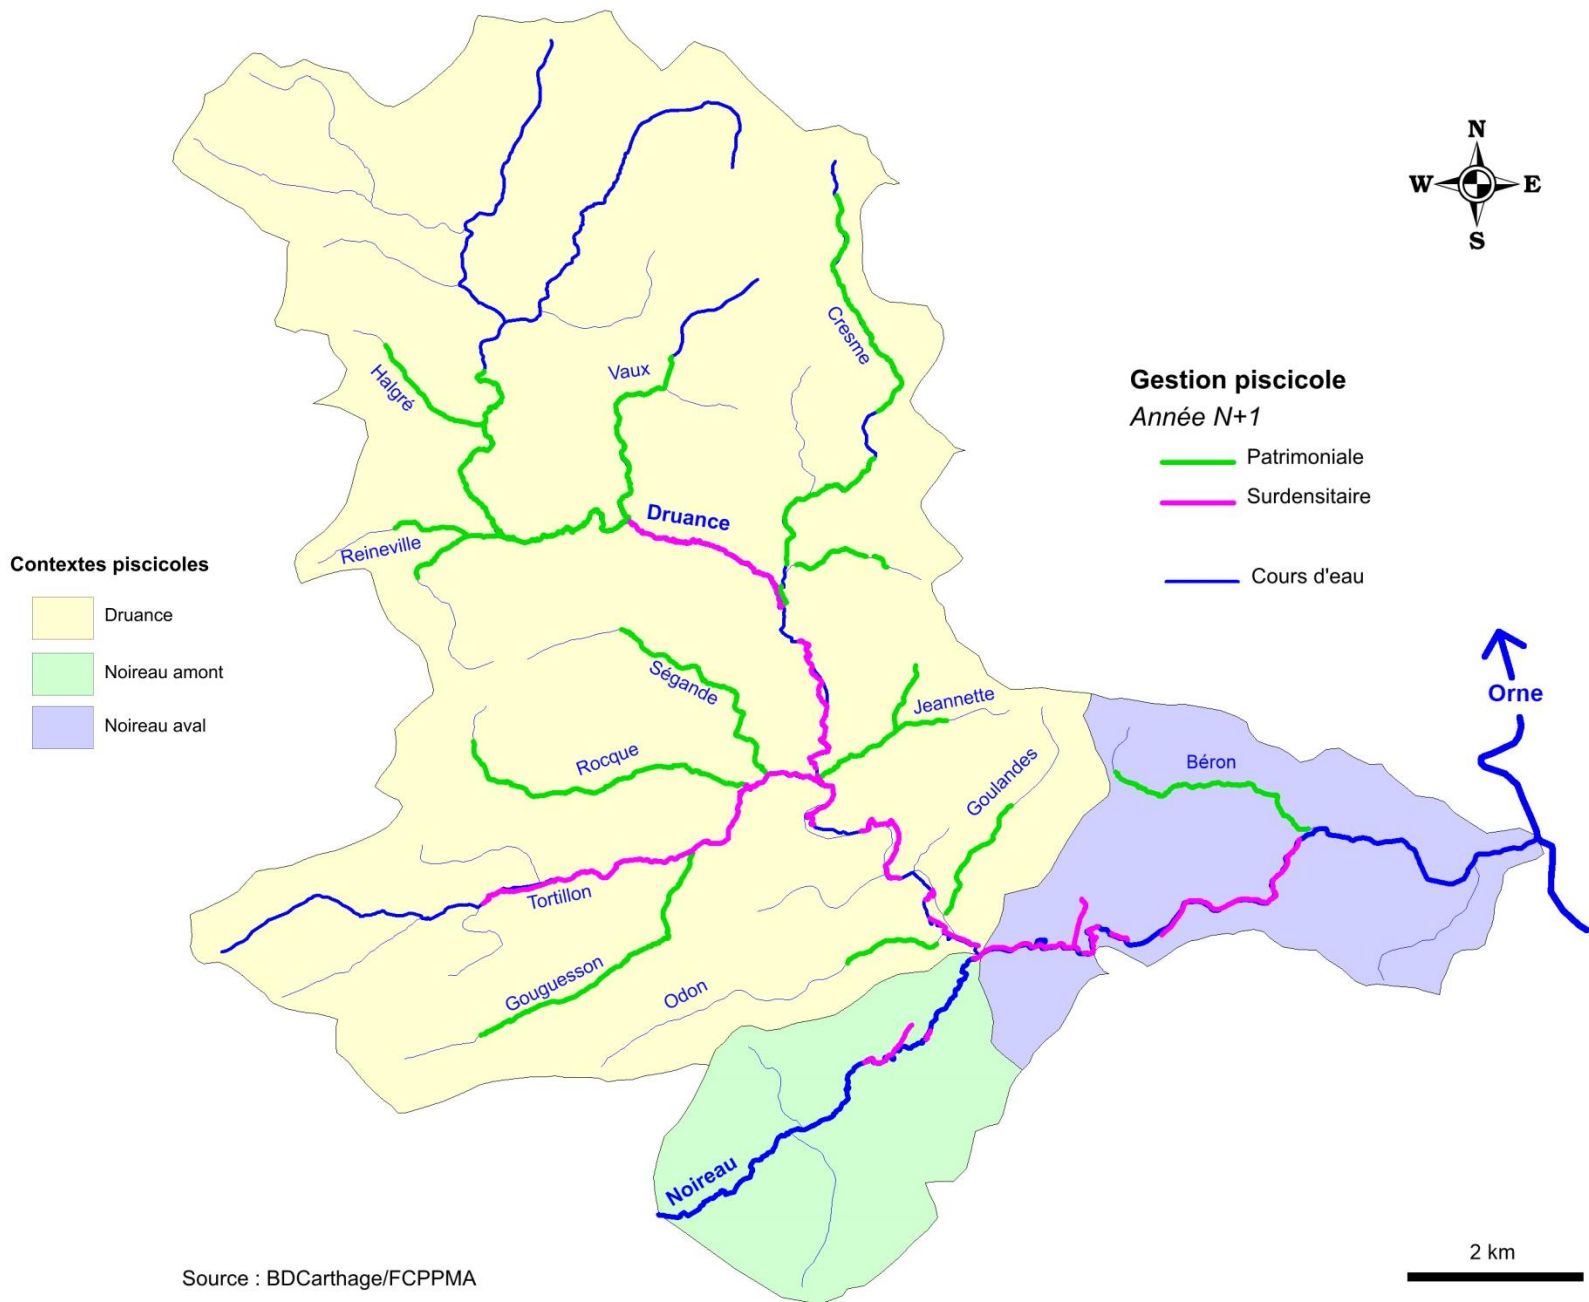 N
W
E
S
Cresme
Halgré
Vaux
Gestion piscicole
Année N+1
Patrimoniale
Surdensitaire
Cours d'eau
Druance
Reineville
Contextes piscicoles
Druance
Noireau amont
Noireau aval
Ségande
Jeannette
Orne
Rocque
Goulandes
Béron
Tortillon
Gouguesson
Odon
Noireau
2 km
Source : BDCarthage/FCPPMA